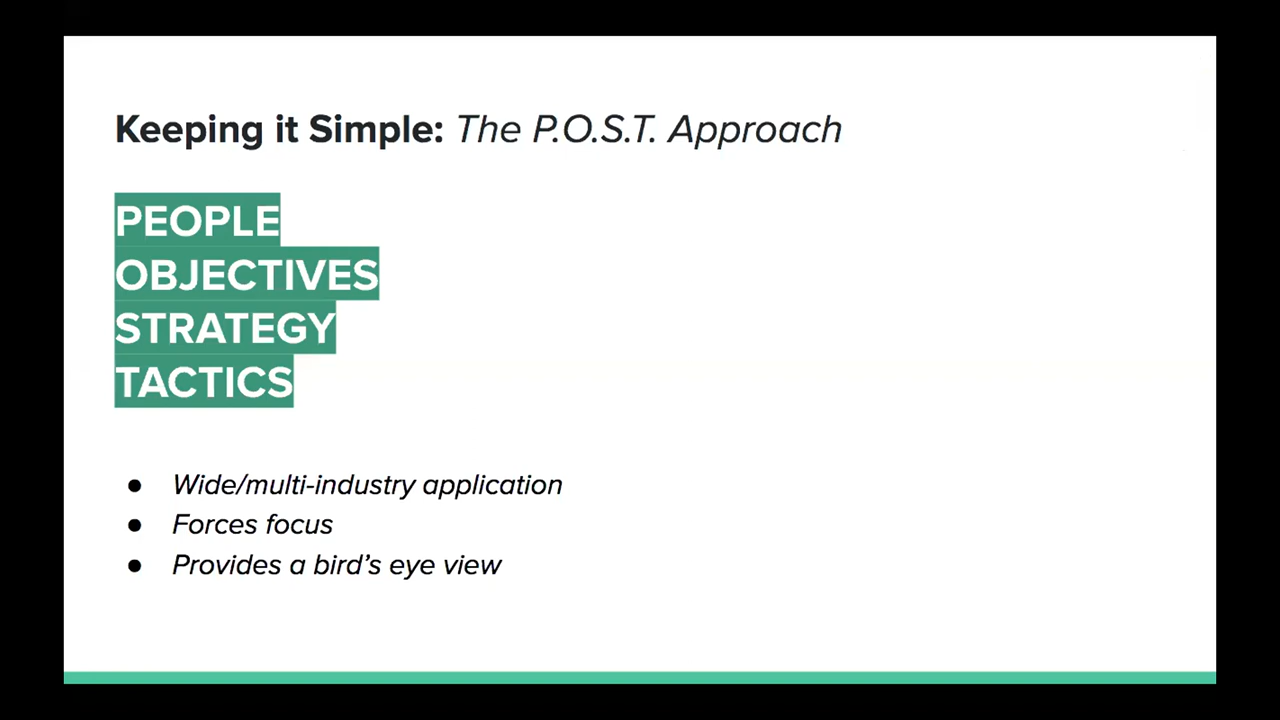 Keeping it Simple: The P.O.S.T. Approach
PEOPLE
OBJECTIVES
STRATEGY
TACTICS
● Wide/multi-industry application
● Forces focus
● Provides a bird’s eye view